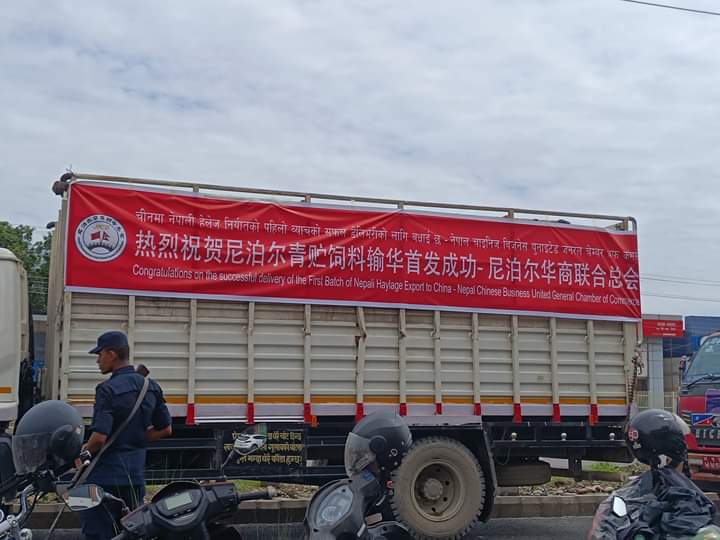 चीनमा नेपाली हेलेज निर्यातको पहिलो ब्याचको सफल डेलिभरीको लागि बधाई छ - नेपाल चाइनिज बिजनेस युनाइटेड जनरल चेम्बर अफ कमर्स
热烈祝贺尼泊尔青贮饲料输华首发成功-尼泊尔华商联合总会
Congratulations on the successful delivery of the First Batch of Nepali Haylage Export to China - Nepal Chinese Business United General Chamber of Commerce